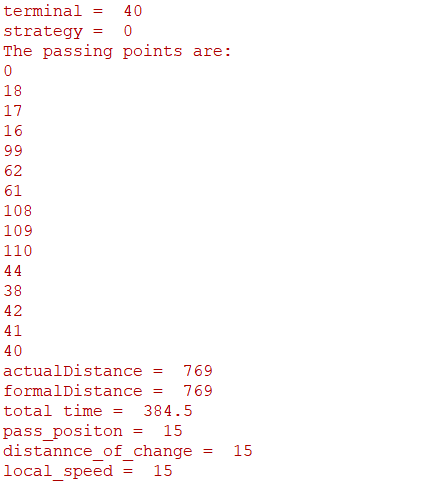 terminal =  40
strategy =  0
The passing points are:
0
18
17
16
99
62
61
108
109
110
44
38
42
41
40
actualDistance =  769
formalDistance =  769
total time =  384.5
pass_positon =  15
distannce_of_change =  15
local_speed =  15